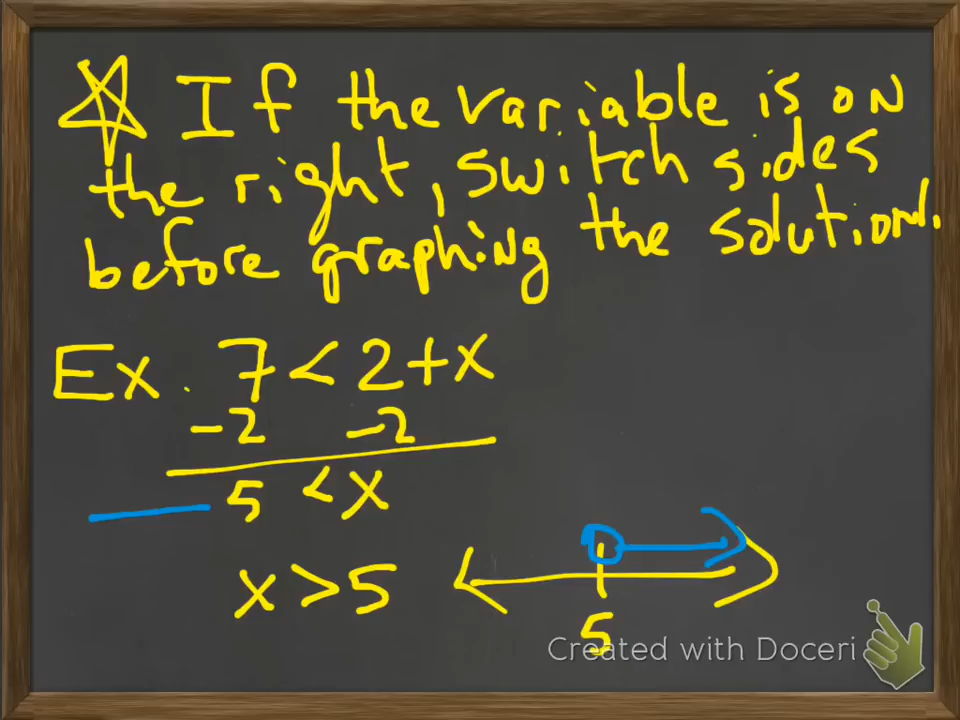 If the variable is on
the right, switch sides
before graphing the solution.
Ex. 7 < 2 + x
-2 -2
5 < x
x > 5
5
Created with Doceri